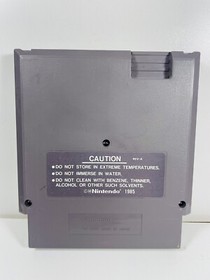 CAUTION
•DO NOT STORE IN EXTREME TEMPERATURES.
•DO NOT IMMERSE IN WATER.
•DO NOT CLEAN WITH BENZENE, THINNER,
ALCOHOL OR OTHER SUCH SOLVENTS.
©®Nintendo® 1985